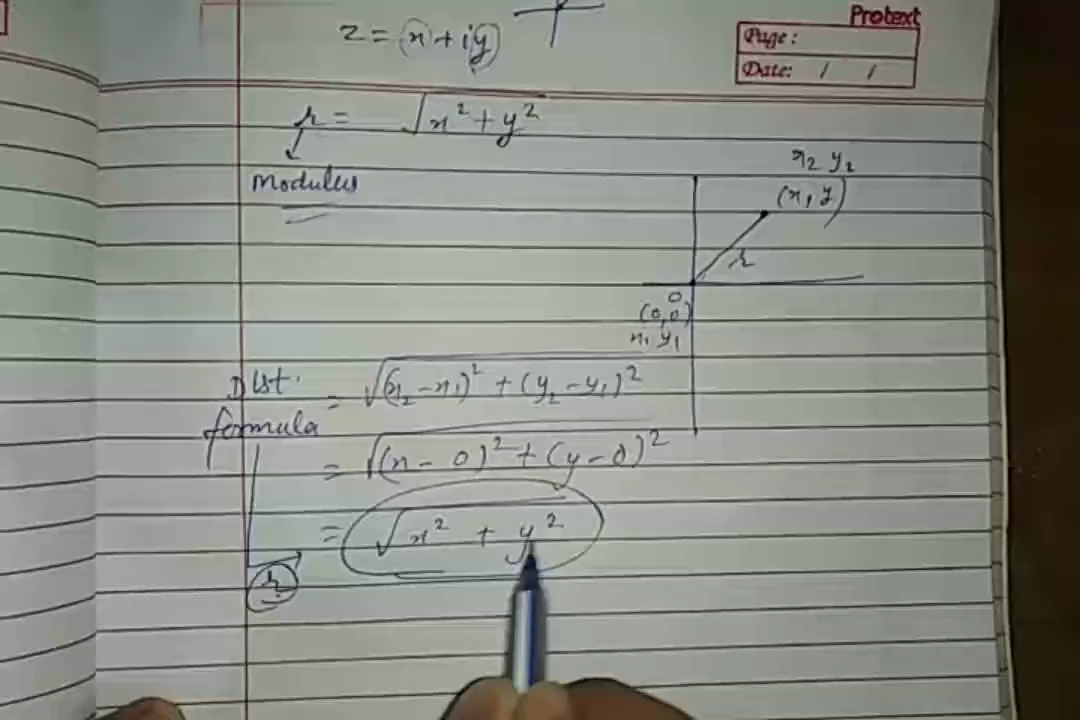 Protext
Page :
Date: / /
z = x + iy
r = √x² + y²
Modulus
x₂ y₂
(x, y)
r
0
(0,0)
x₁ y₁
Dist.
formula
= √(x₂ - x₁)² + (y₂ - y₁)²
= √(x - 0)² + (y - 0)²
= √x² + y²
r